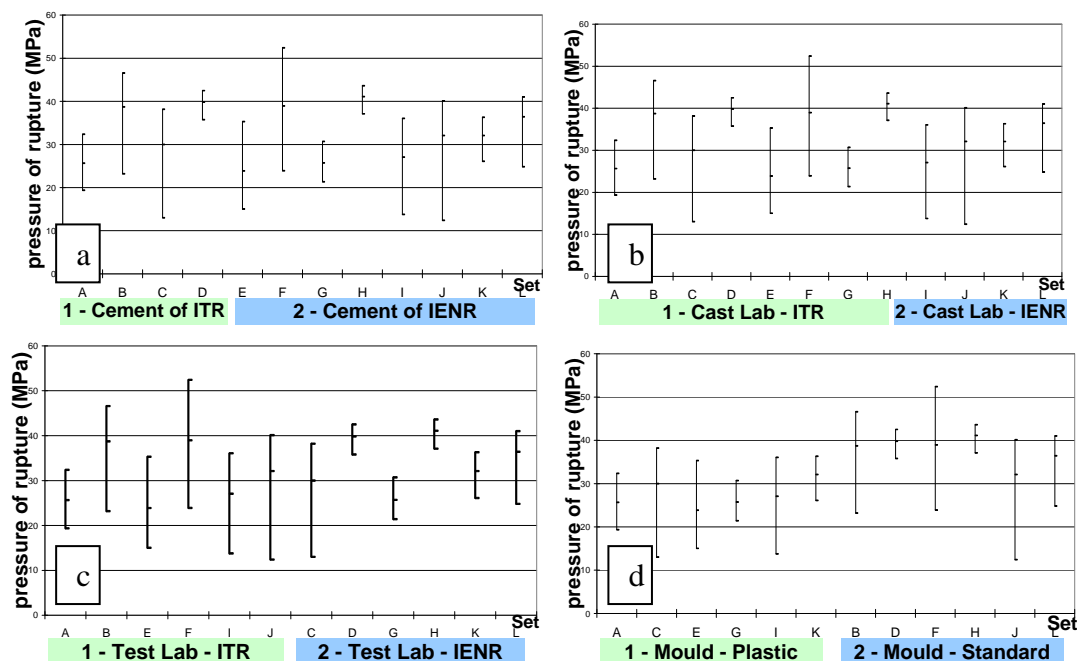 pressure of rupture (MPa)
60
50
40
30
20
10
0
a
A B C D E F G H I J K L
Set
1 - Cement of ITR
2 - Cement of IENR
pressure of rupture (MPa)
60
50
40
30
20
10
0
b
A B C D E F G H I J K L
Set
1 - Cast Lab - ITR
2 - Cast Lab - IENR
pressure of rupture (MPa)
60
50
40
30
20
10
0
c
A B E F I J C D G H K L
Set
1 - Test Lab - ITR
2 - Test Lab - IENR
pressure of rupture (MPa)
60
50
40
30
20
10
0
d
A C E G I K B D F H J L
Set
1 - Mould - Plastic
2 - Mould - Standard